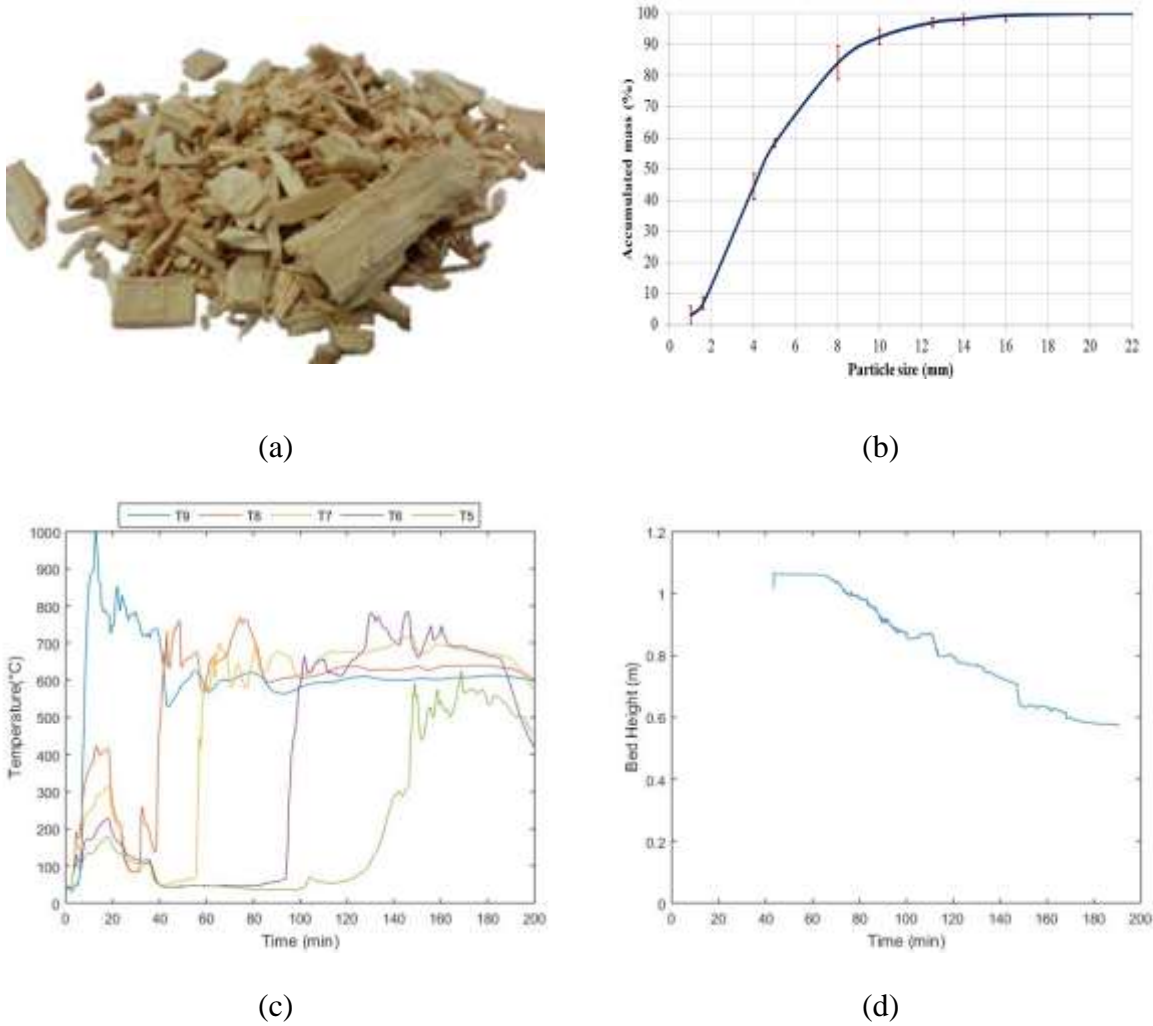 100
90
80
70
60
50
40
30
20
10
0
Accumulated mass (%)
0 2 4 6 8 10 12 14 16 18 20 22
Particle size (mm)
(a)
(b)
T9 T8 T7 T6 T5
1000
900
800
700
600
500
400
300
200
100
0
Temperature(°C)
0 20 40 60 80 100 120 140 160 180 200
Time (min)
1.2
1
0.8
0.6
0.4
0.2
0
Bed Height (m)
0 20 40 60 80 100 120 140 160 180 200
Time (min)
(c)
(d)